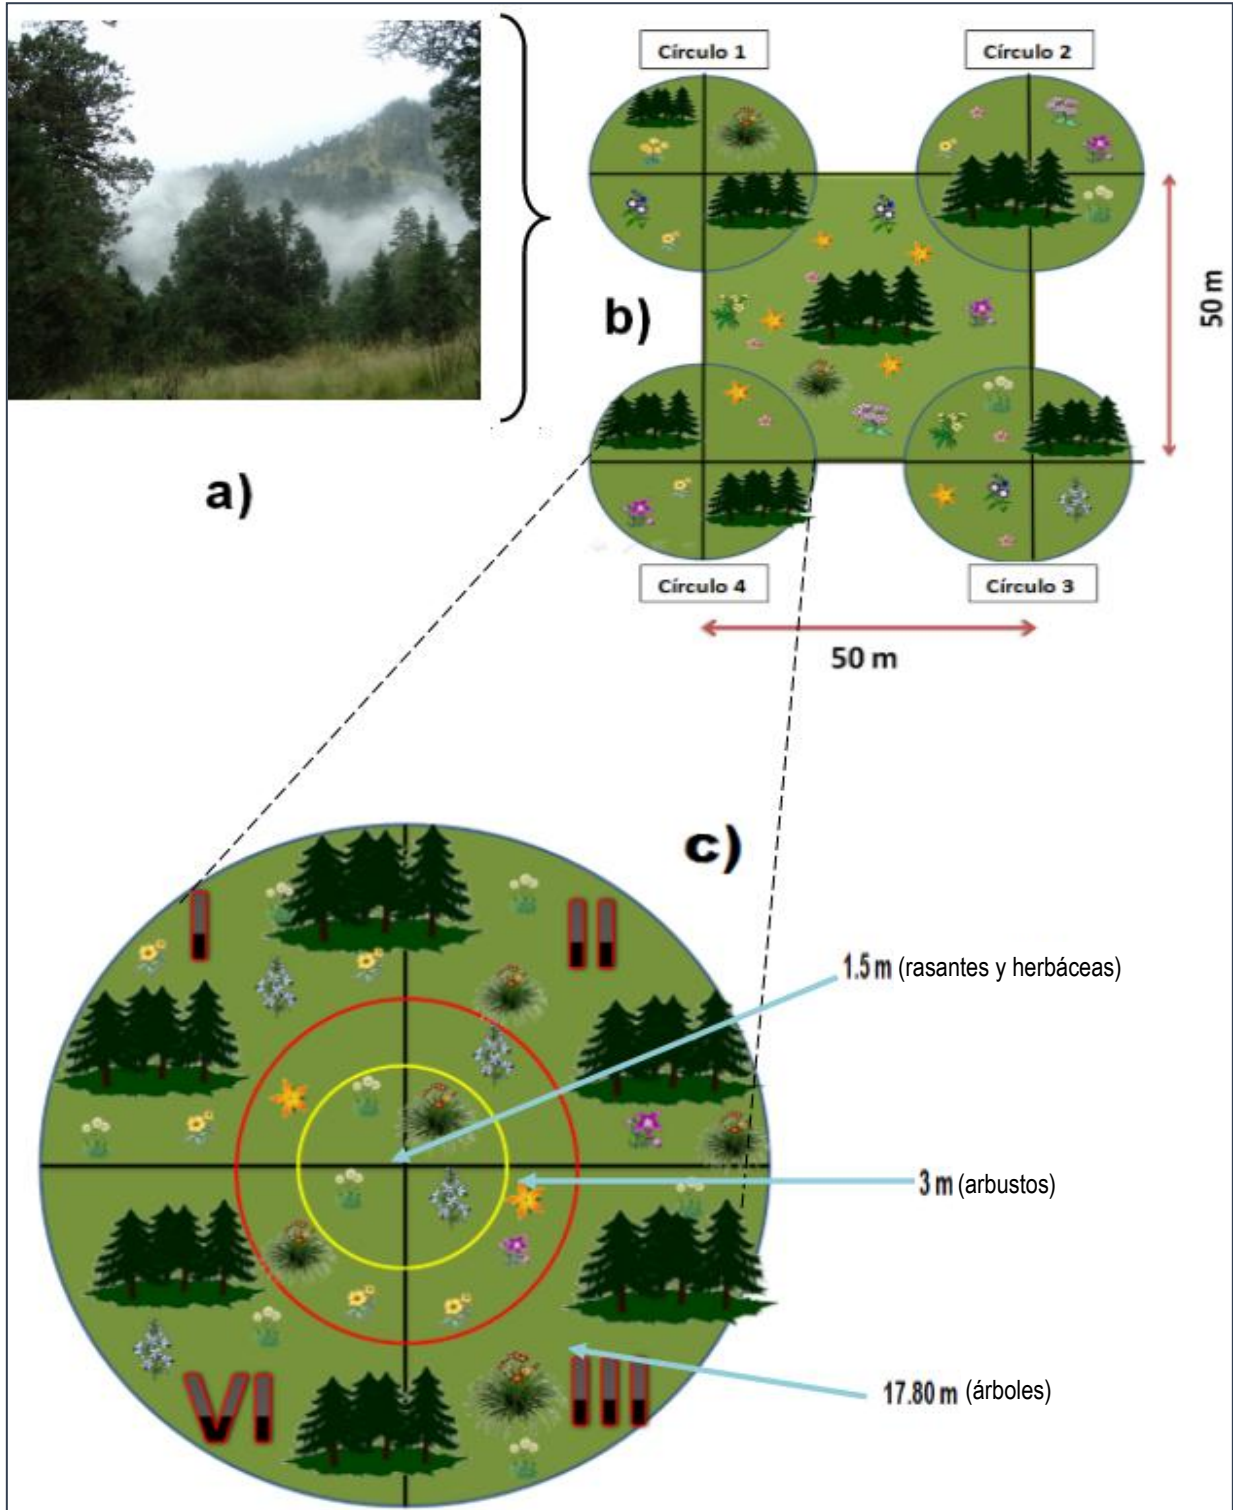 Círculo 1
Círculo 2
b)
50 m
a)
Círculo 4
Círculo 3
50 m
c)
I
II
1.5 m (rasantes y herbáceas)
3 m (arbustos)
VI
III
17.80 m (árboles)